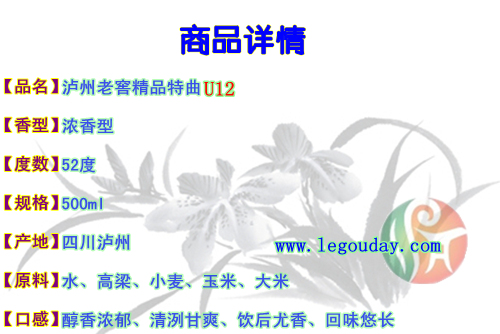 商品详情
【品名】泸州老窖精品特曲U12
【香型】浓香型
【度数】52度
【规格】500ml
【产地】四川泸州
www.legouday.com
【原料】水、高粱、小麦、玉米、大米
【口感】醇香浓郁、清洌甘爽、饮后尤香、回味悠长